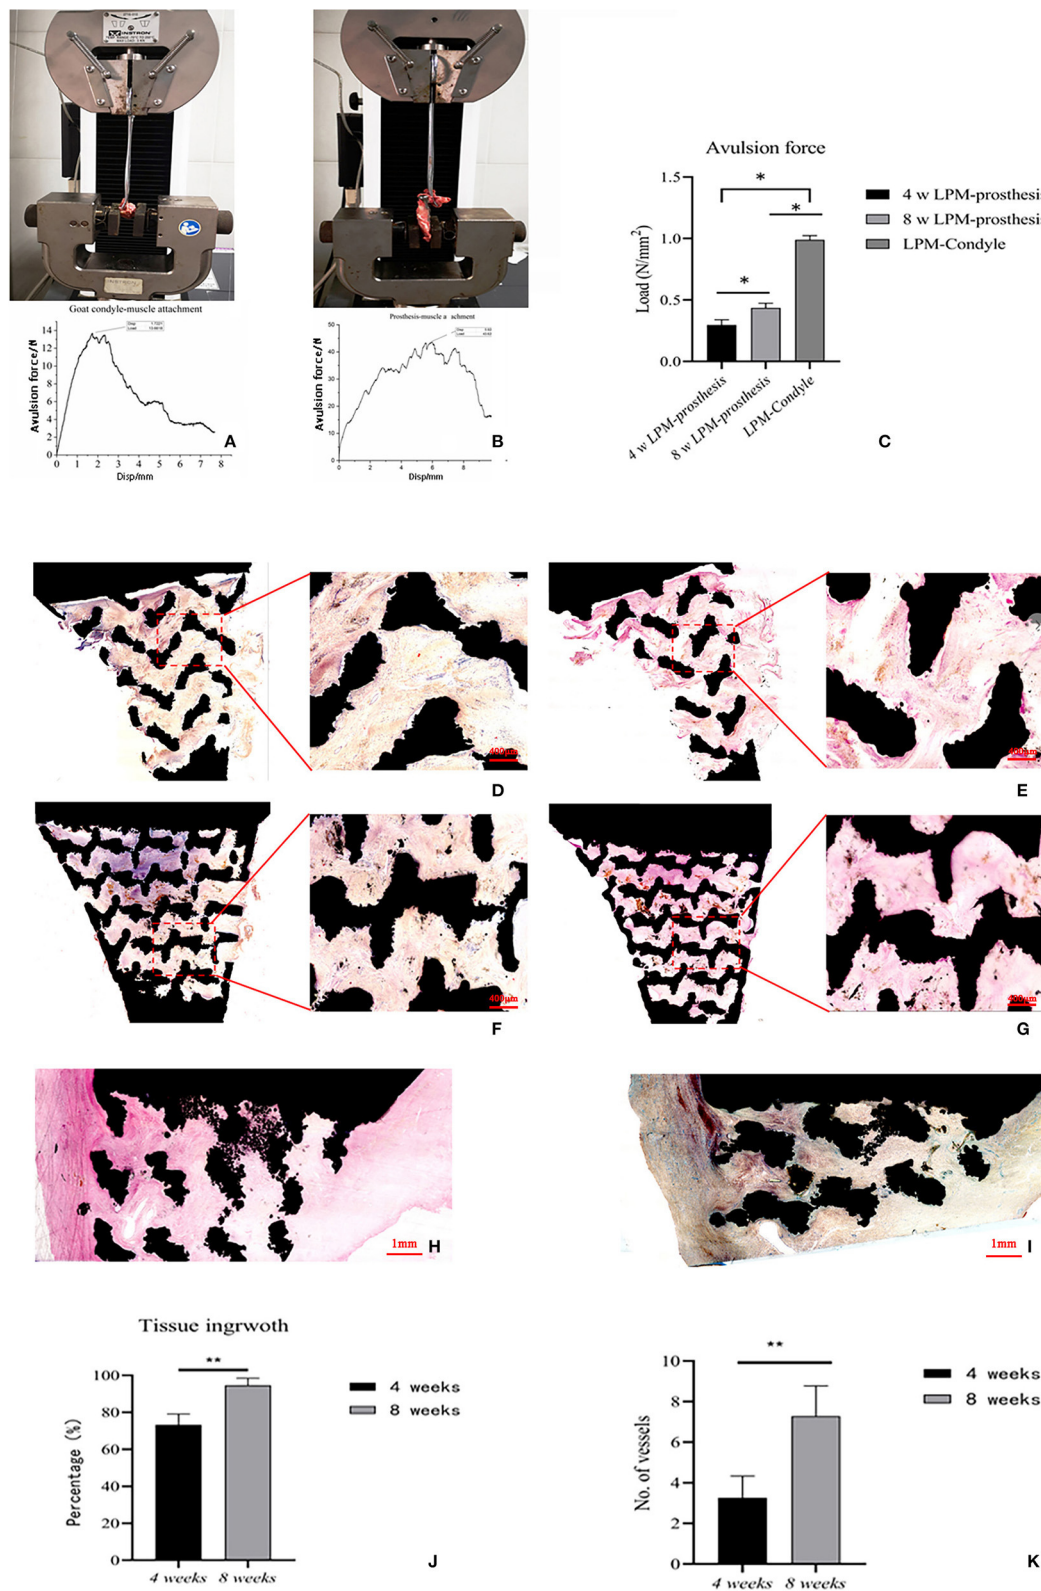 INSTRON
Goat condyle-muscle attachment
14
12
10
8
6
4
2
0
Avulsion force/N
0 1 2 3 4 5 6 7 8
Disp/mm
A
Prosthesis-muscle a achment
50
40
30
20
10
0
Avulsion force/N
0 2 4 6 8
Disp/mm
B
Avulsion force
1.5
1.0
0.5
0.0
Load (N/mm²)
*
*
*
4 w LPM-prosthesis
8 w LPM-prosthesis
LPM-Condyle
4 w LPM-prosthesis
8 w LPM-prosthesis
LPM-Condyle
C
400μm
D
400μm
E
400μm
F
400μm
G
1mm
H
1mm
I
Tissue ingrwoth
100
80
60
40
20
0
Percentage (%)
**
4 weeks
8 weeks
4 weeks
8 weeks
J
10
8
6
4
2
0
No. of vessels
**
4 weeks
8 weeks
4 weeks
8 weeks
K